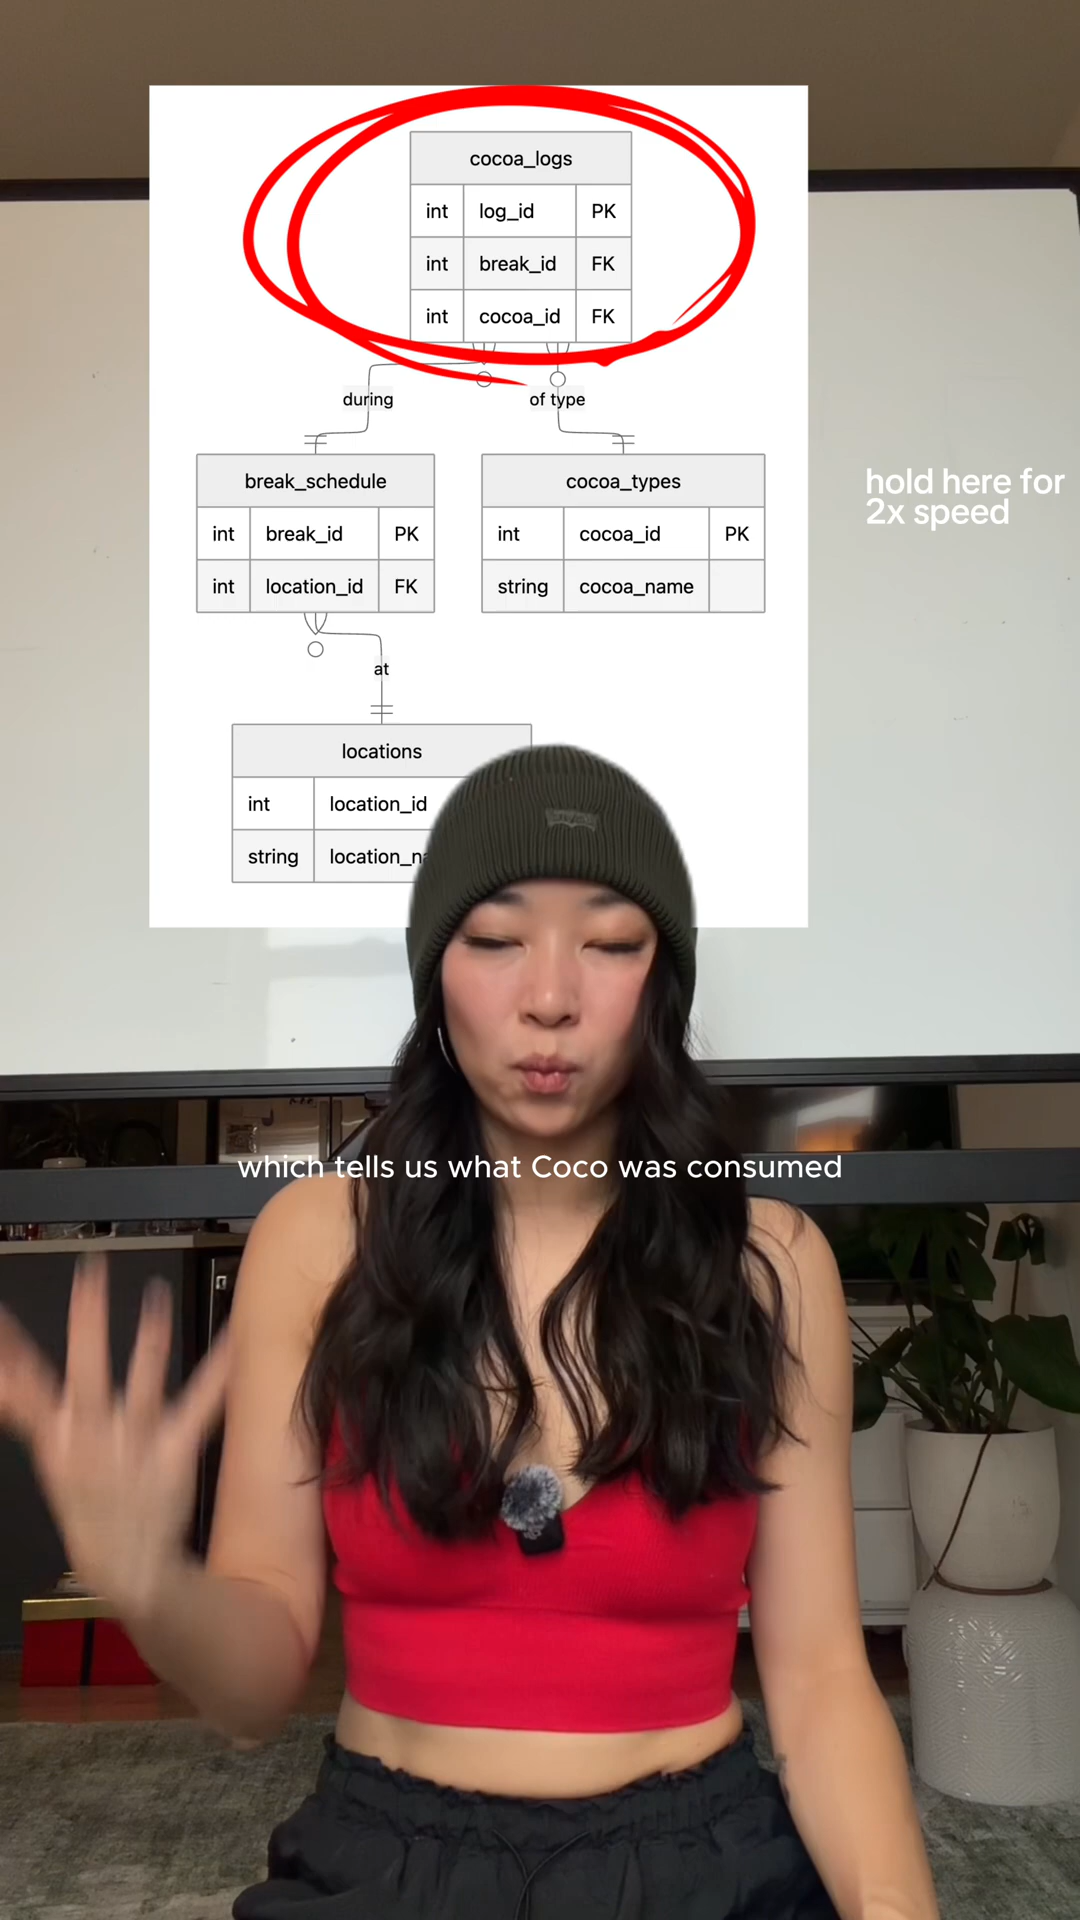 cocoa_logs
int log_id PK
int break_id FK
int cocoa_id FK
during
of type
break_schedule
int break_id PK
int location_id FK
cocoa_types
int cocoa_id PK
string cocoa_name
hold here for
2x speed
at
locations
int location_id
string
which tells us what Coco was consumed